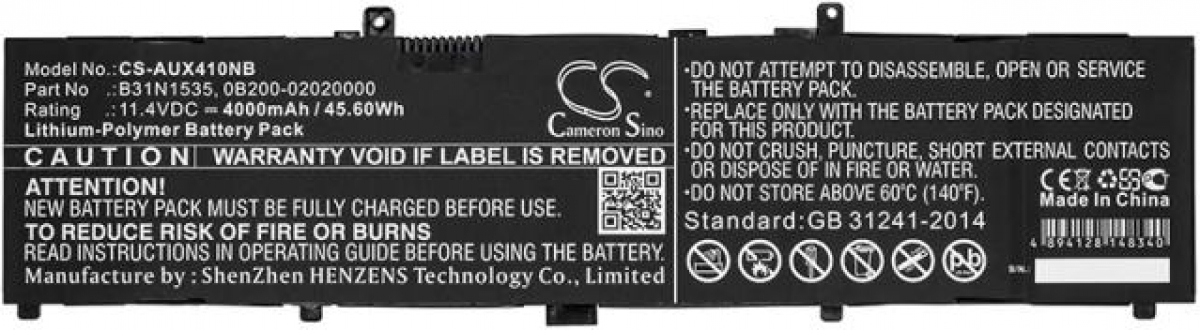 Model No.: CS-AUX410NB
Part No .: B31N1535, 0B200-02020000
Rating .: 11.4VDC ⎓ 4000mAh / 45.60Wh
Lithium-Polymer Battery Pack
CS
Cameron Sino
CAUTION WARRANTY VOID IF LABEL IS REMOVED
ATTENTION!
NEW BATTERY PACK MUST BE FULLY CHARGED BEFORE USE.
TO REDUCE RISK OF FIRE OR BURNS
READ INSTRUCTIONS IN OPERATING GUIDE BEFORE USING THE BATTERY.
Manufacture by : ShenZhen HENZENS Technology Co., Limited
•DO NOT ATTEMPT TO DISASSEMBLE, OPEN OR SERVICE
THE BATTERY PACK.
•REPLACE ONLY WITH THE BATTERY PACK DESIGNATED
FOR THIS PRODUCT.
•DO NOT CRUSH, PUNCTURE, SHORT EXTERNAL CONTACTS
OR DISPOSE OF IN FIRE OR WATER.
•DO NOT STORE ABOVE 60°C (140°F).
Standard: GB 31241-2014
CE
Made In China
4 894128 148340
S/N.:
Pb